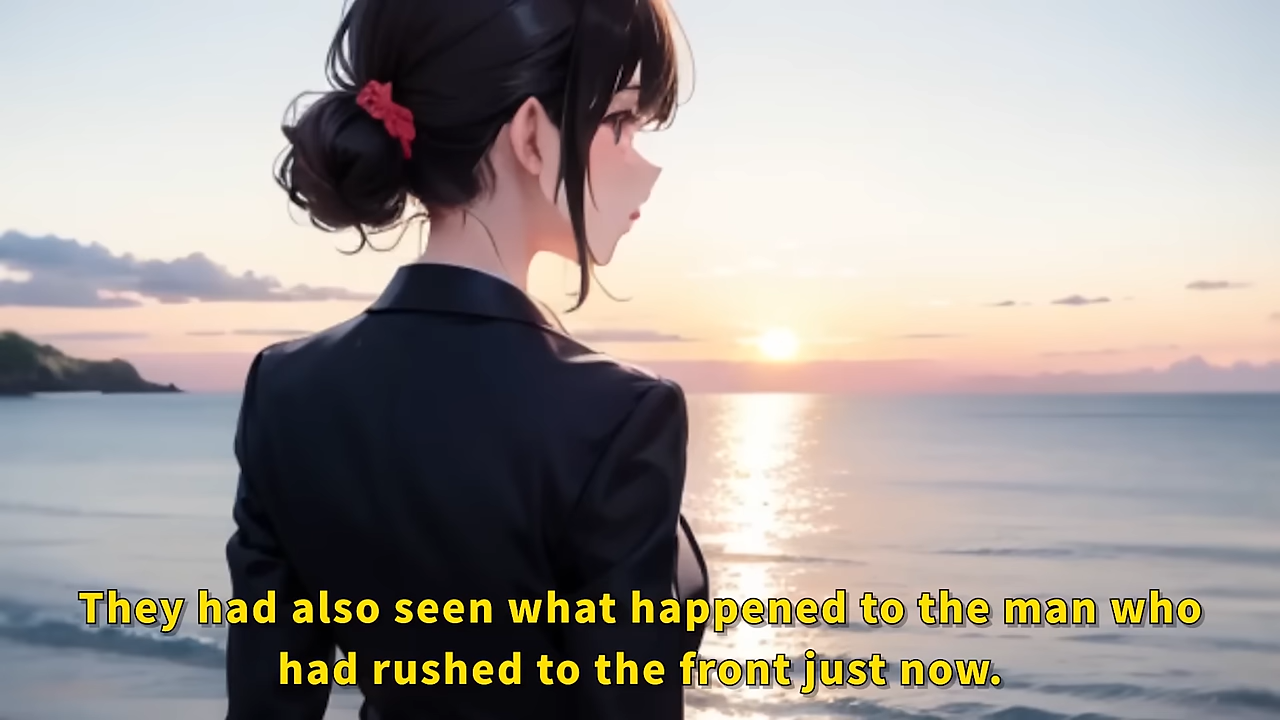 They had also seen what happened to the man who
had rushed to the front just now.